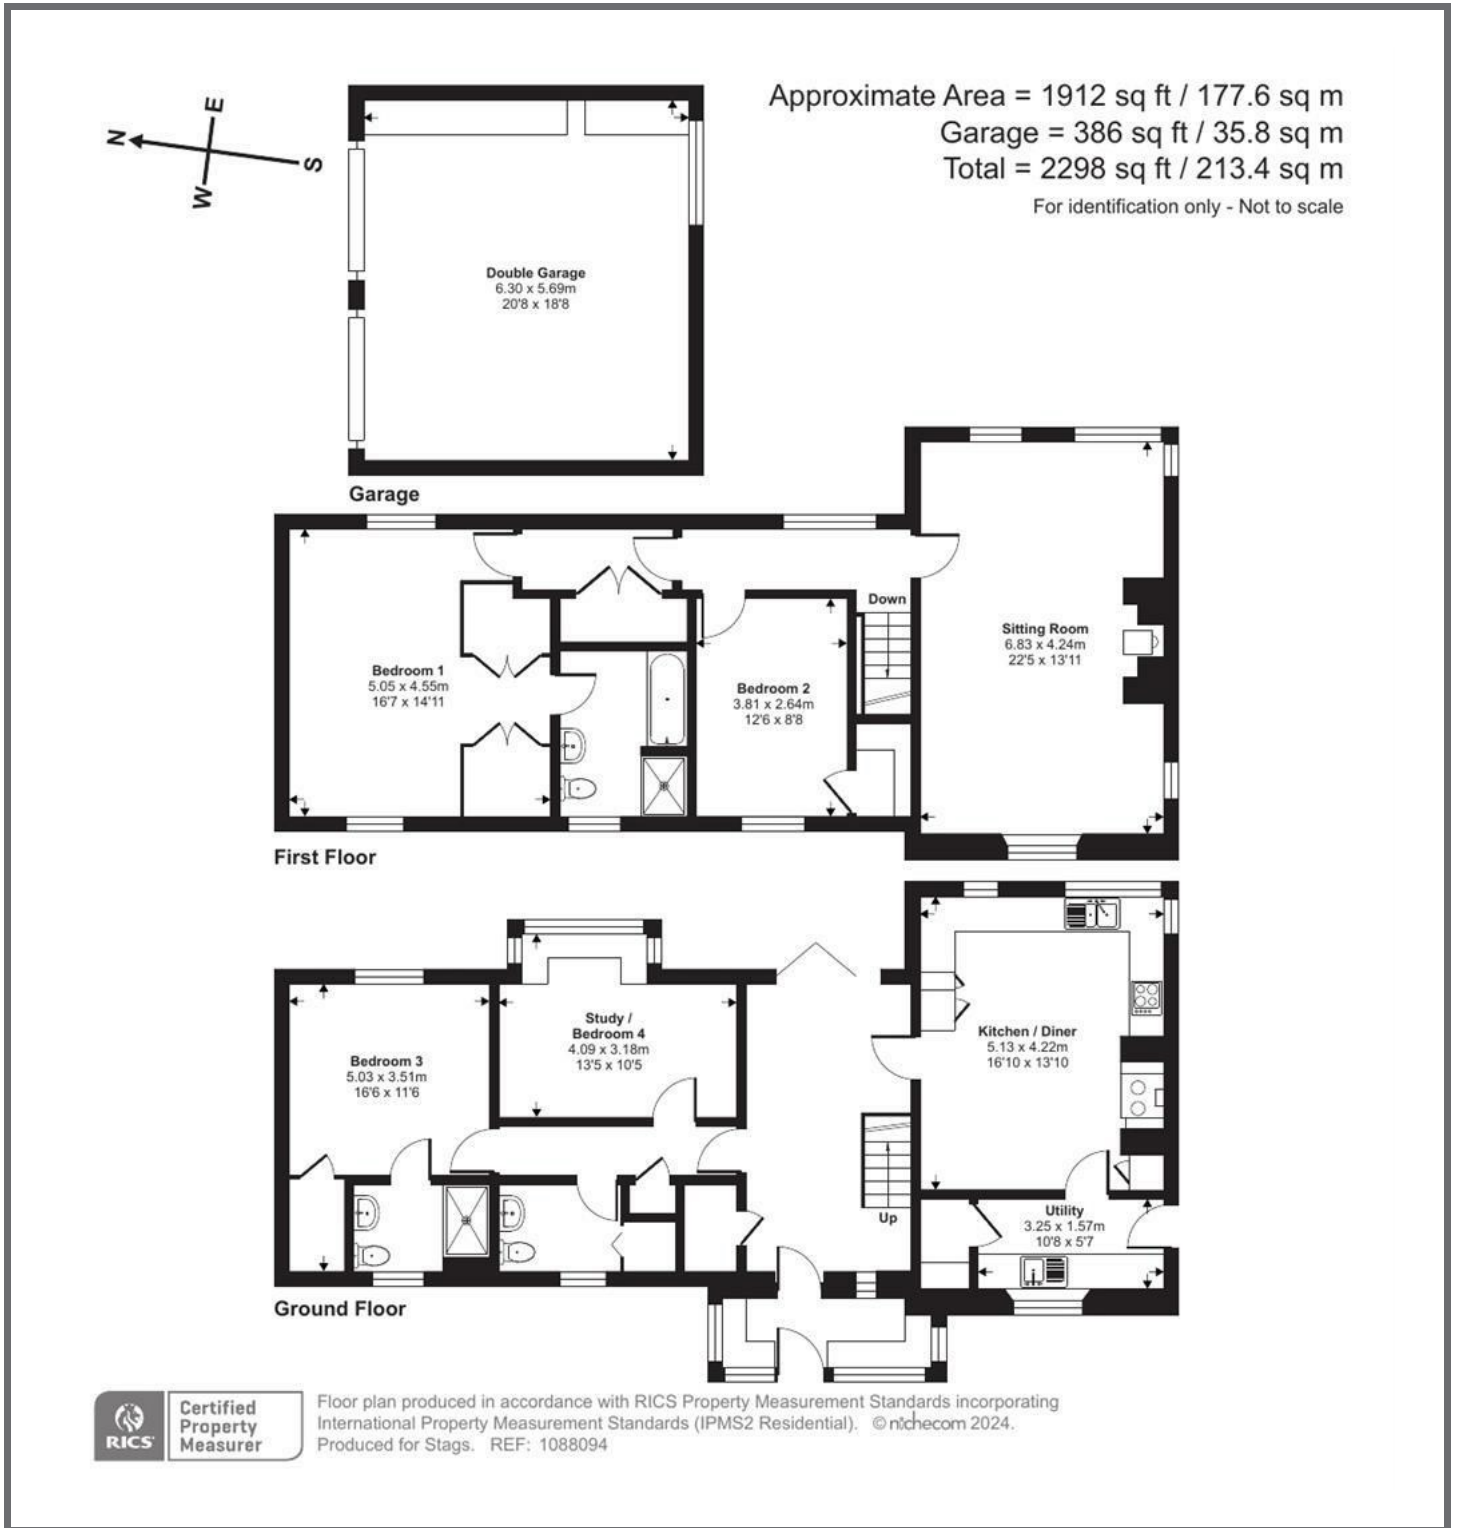 Approximate Area = 1912 sq ft / 177.6 sq m
Garage = 386 sq ft / 35.8 sq m
Total = 2298 sq ft / 213.4 sq m
For identification only - Not to scale
N
E
S
W
Double Garage
6.30 x 5.69m
20'8 x 18'8
Garage
Bedroom 1
5.05 x 4.55m
16'7 x 14'11
Bedroom 2
3.81 x 2.64m
12'6 x 8'8
Down
Sitting Room
6.83 x 4.24m
22'5 x 13'11
First Floor
Bedroom 3
5.03 x 3.51m
16'6 x 11'6
Study /
Bedroom 4
4.09 x 3.18m
13'5 x 10'5
Kitchen / Diner
5.13 x 4.22m
16'10 x 13'10
Up
Utility
3.25 x 1.57m
10'8 x 5'7
Ground Floor
RICS
Certified
Property
Measurer
Floor plan produced in accordance with RICS Property Measurement Standards incorporating
International Property Measurement Standards (IPMS2 Residential). © nichecom 2024.
Produced for Stags. REF: 1088094